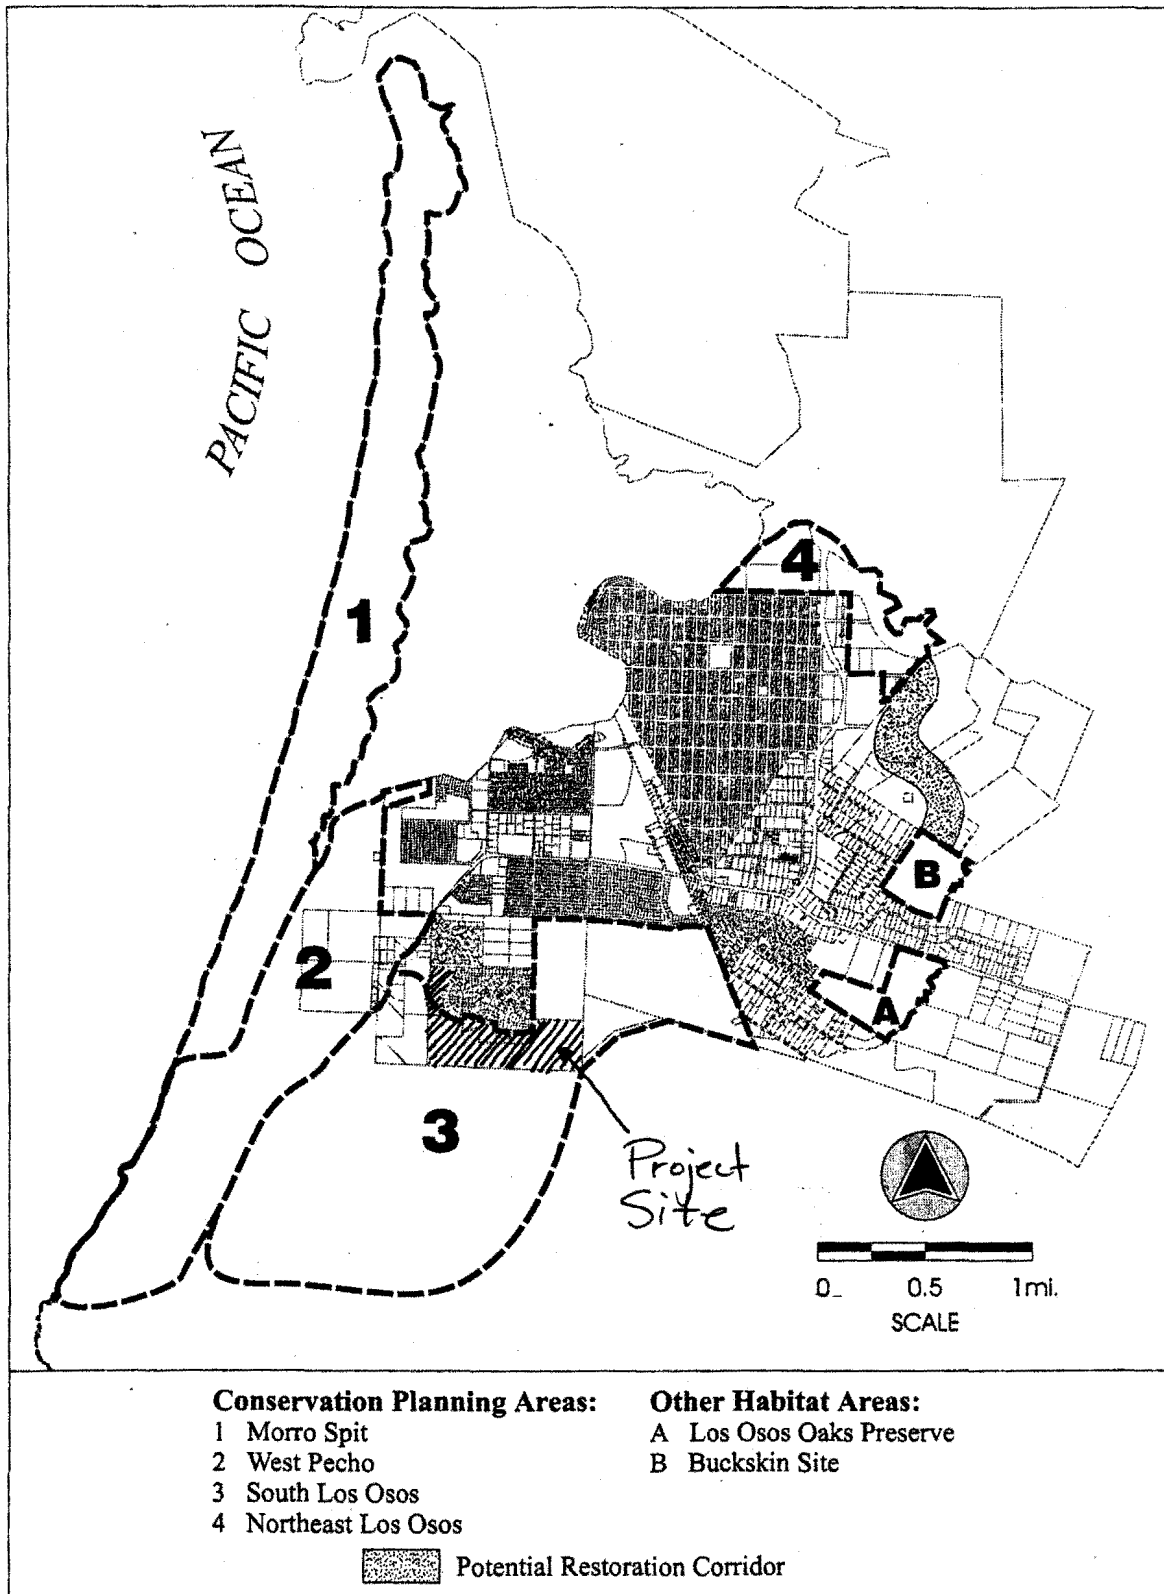 PACIFIC OCEAN
1
4
B
A
2
3
Project
Site
0 0.5 1mi.
SCALE
Conservation Planning Areas:
1 Morro Spit
2 West Pecho
3 South Los Osos
4 Northeast Los Osos
Other Habitat Areas:
A Los Osos Oaks Preserve
B Buckskin Site
Potential Restoration Corridor